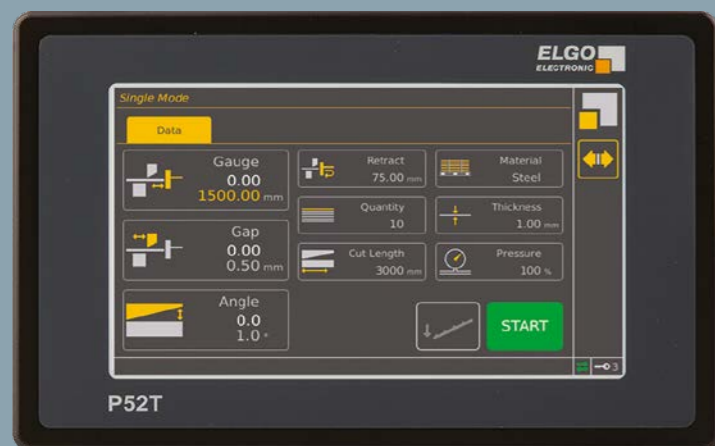 ELGO
ELECTRONIC
Single Mode
Data
Gauge
0.00
1500.00 mm
Gap
0.00
0.50 mm
Angle
0.0
1.0 °
Retract
75.00 mm
Quantity
10
Cut Length
3000 mm
Material
Steel
Thickness
1.00 mm
Pressure
100 %
START
3
P52T